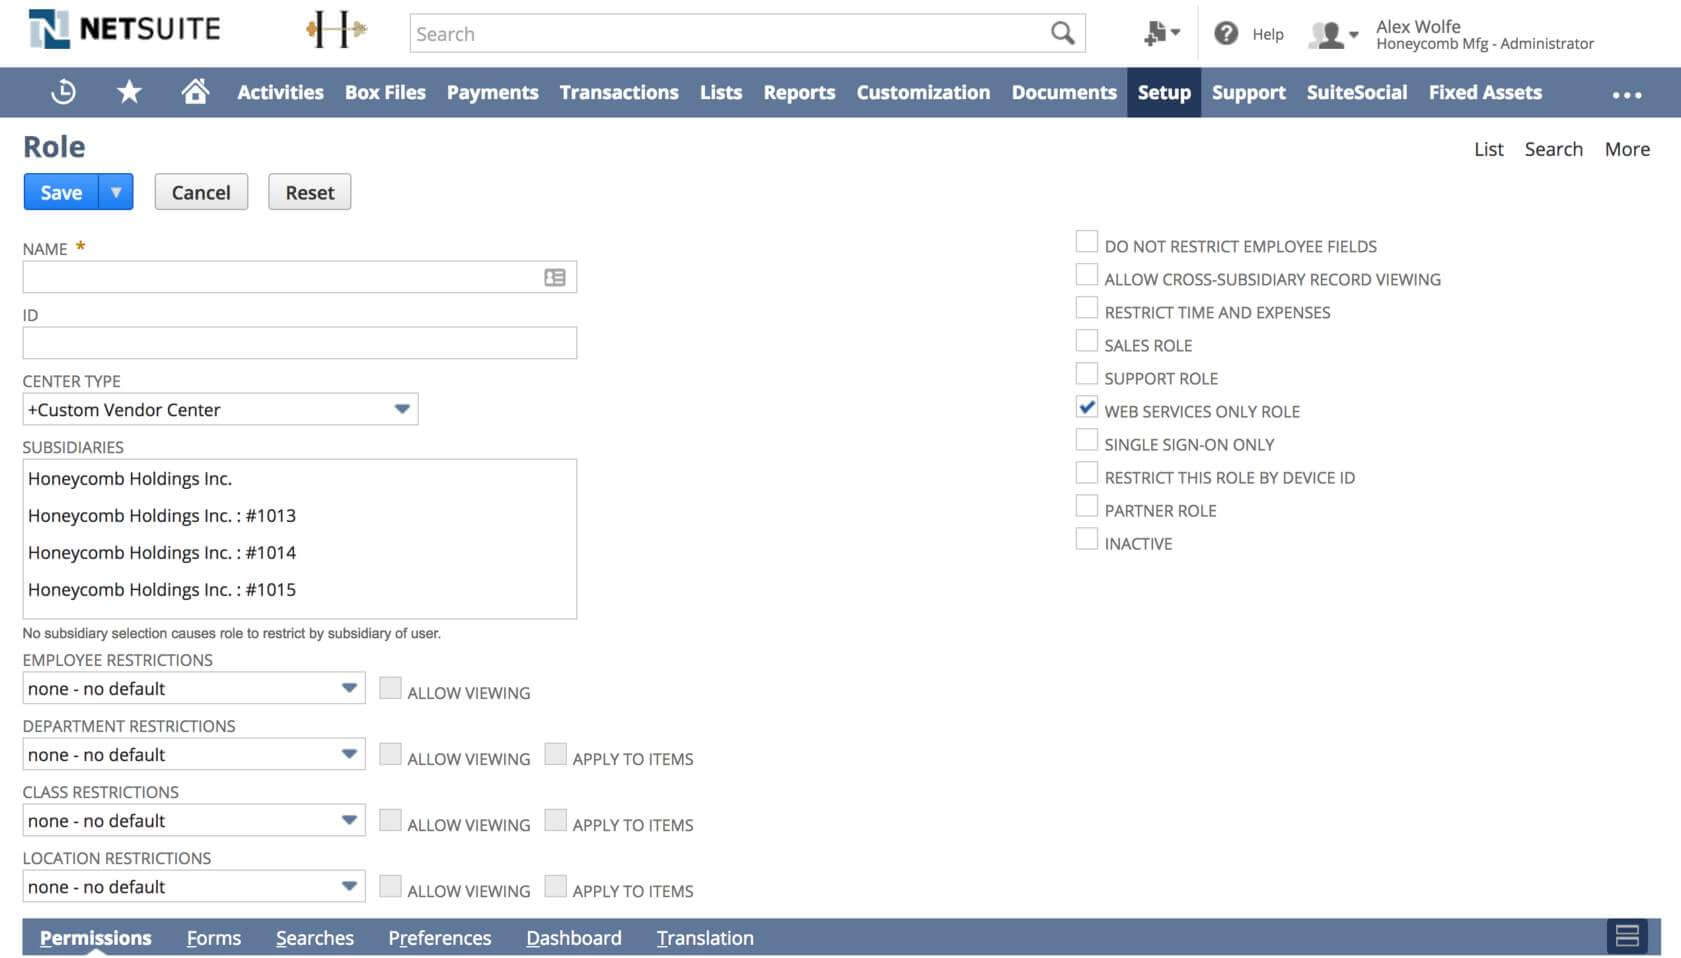 NETSUITE
H
Search
Help
Alex Wolfe
Honeycomb Mfg - Administrator
Activities Box Files Payments Transactions Lists Reports Customization Documents Setup Support SuiteSocial Fixed Assets
Role
List Search More
Save Cancel Reset
NAME *
ID
CENTER TYPE
+Custom Vendor Center
SUBSIDIARIES
Honeycomb Holdings Inc.
Honeycomb Holdings Inc. : #1013
Honeycomb Holdings Inc. : #1014
Honeycomb Holdings Inc. : #1015
No subsidiary selection causes role to restrict by subsidiary of user.
EMPLOYEE RESTRICTIONS
none - no default ALLOW VIEWING
DEPARTMENT RESTRICTIONS
none - no default ALLOW VIEWING APPLY TO ITEMS
CLASS RESTRICTIONS
none - no default ALLOW VIEWING APPLY TO ITEMS
LOCATION RESTRICTIONS
none - no default ALLOW VIEWING APPLY TO ITEMS
DO NOT RESTRICT EMPLOYEE FIELDS
ALLOW CROSS-SUBSIDIARY RECORD VIEWING
RESTRICT TIME AND EXPENSES
SALES ROLE
SUPPORT ROLE
WEB SERVICES ONLY ROLE
SINGLE SIGN-ON ONLY
RESTRICT THIS ROLE BY DEVICE ID
PARTNER ROLE
INACTIVE
Permissions Forms Searches Preferences Dashboard Translation